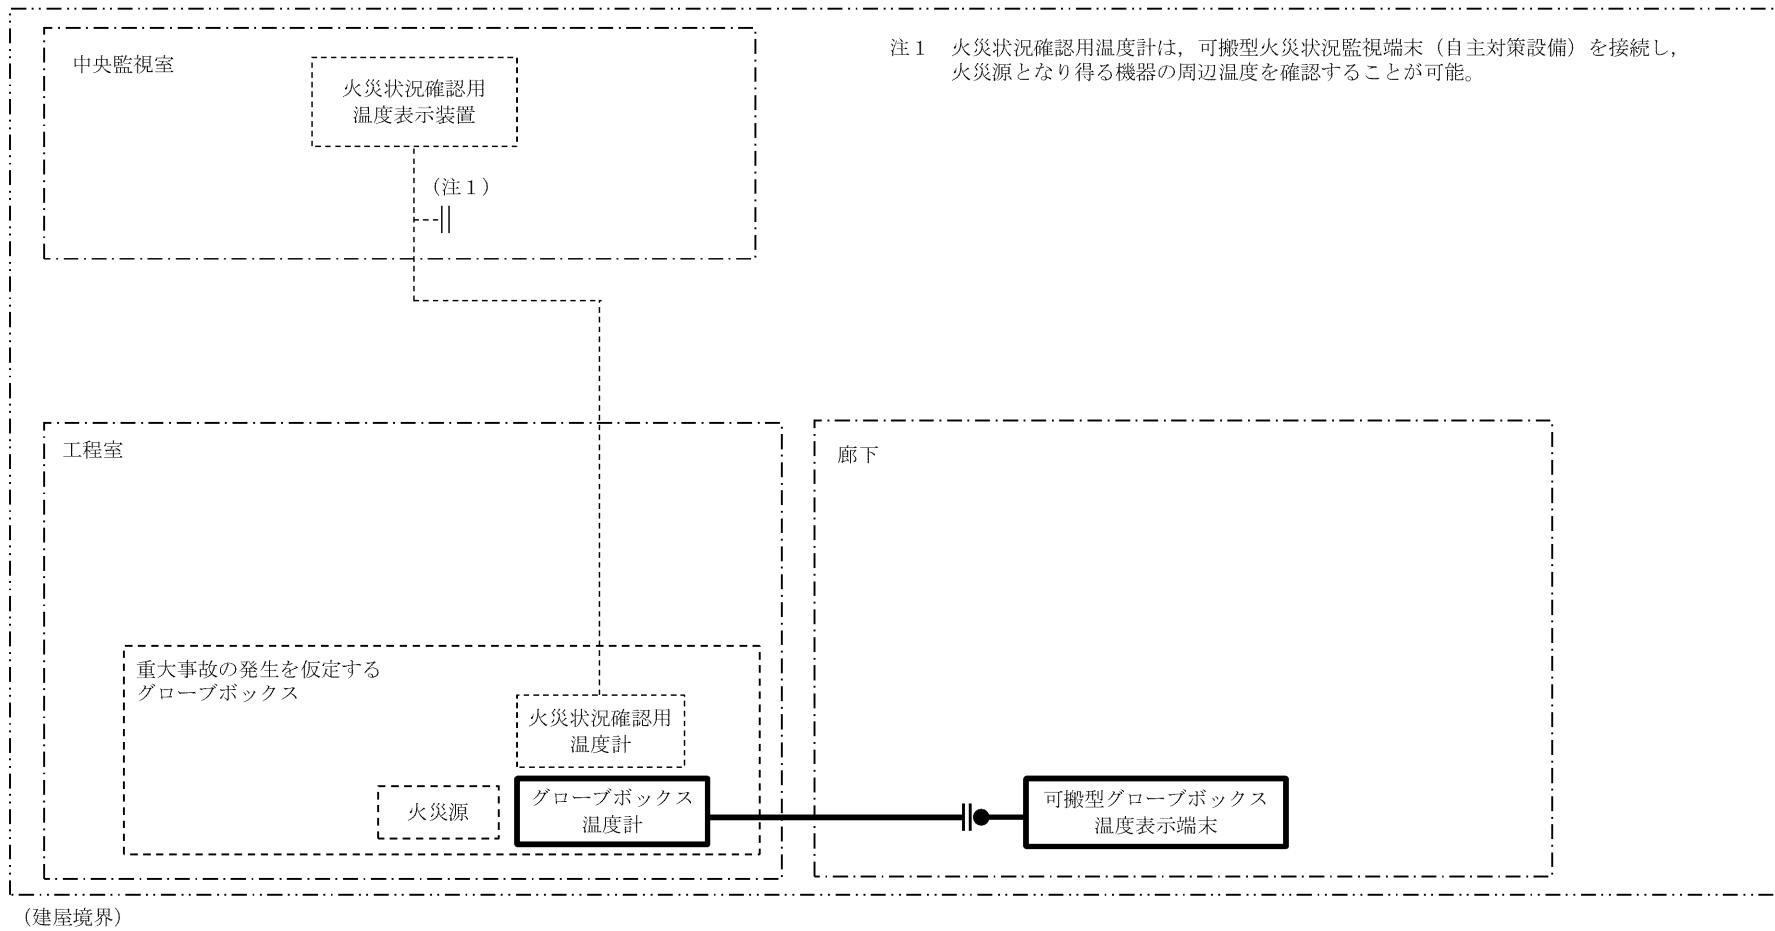 中央監視室
火災状況確認用
温度表示装置
（注１）
注１　火災状況確認用温度計は，可搬型火災状況監視端末（自主対策設備）を接続し，
火災源となり得る機器の周辺温度を確認することが可能。
工程室
廊下
重大事故の発生を仮定する
グローブボックス
火災状況確認用
温度計
火災源
グローブボックス
温度計
可搬型グローブボックス
温度表示端末
（建屋境界）